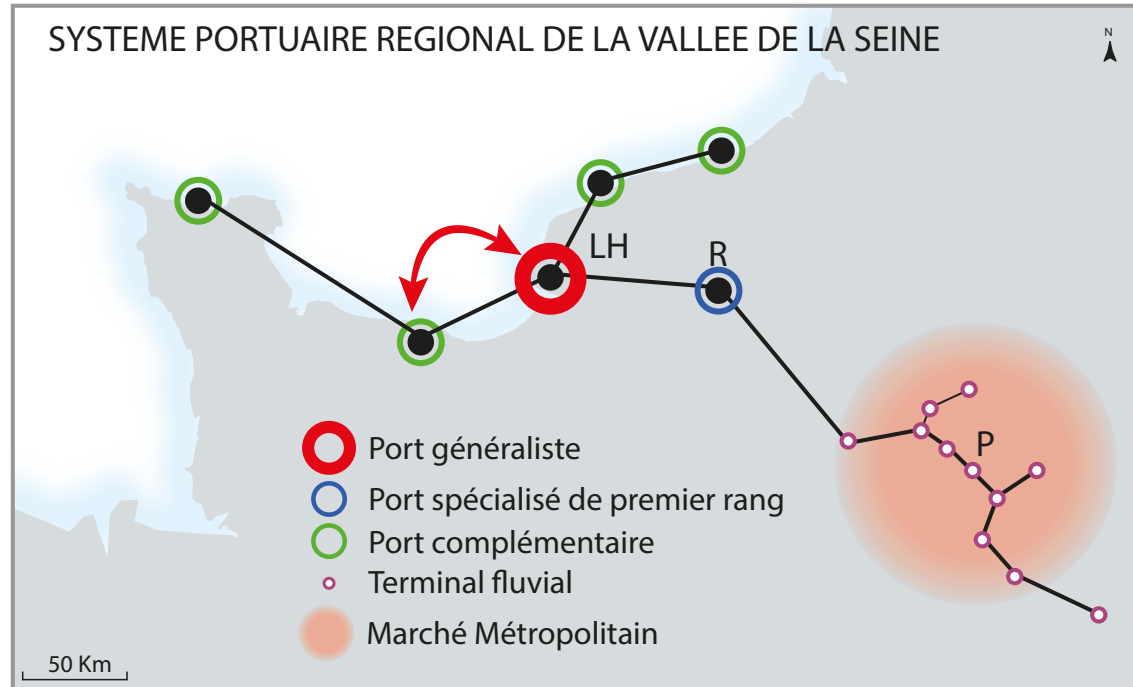 SYSTEME PORTUAIRE REGIONAL DE LA VALLEE DE LA SEINE
N
LH
R
P
Port généraliste
Port spécialisé de premier rang
Port complémentaire
Terminal fluvial
Marché Métropolitain
50 Km